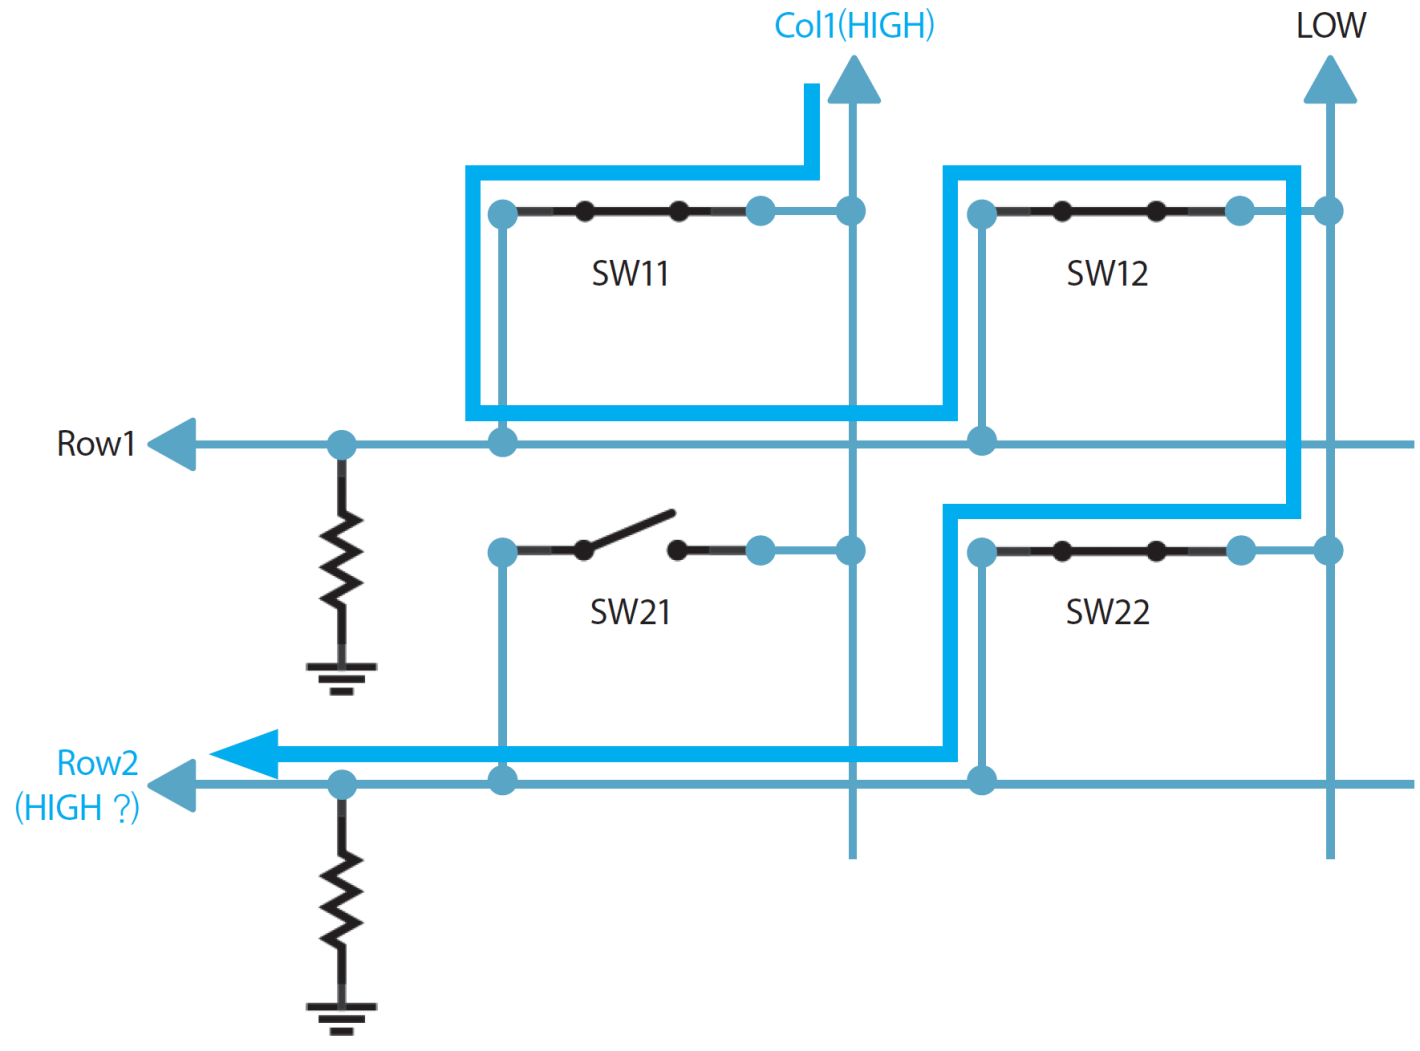 Col1(HIGH)
LOW
SW11
SW12
Row1
SW21
SW22
Row2
(HIGH ?)